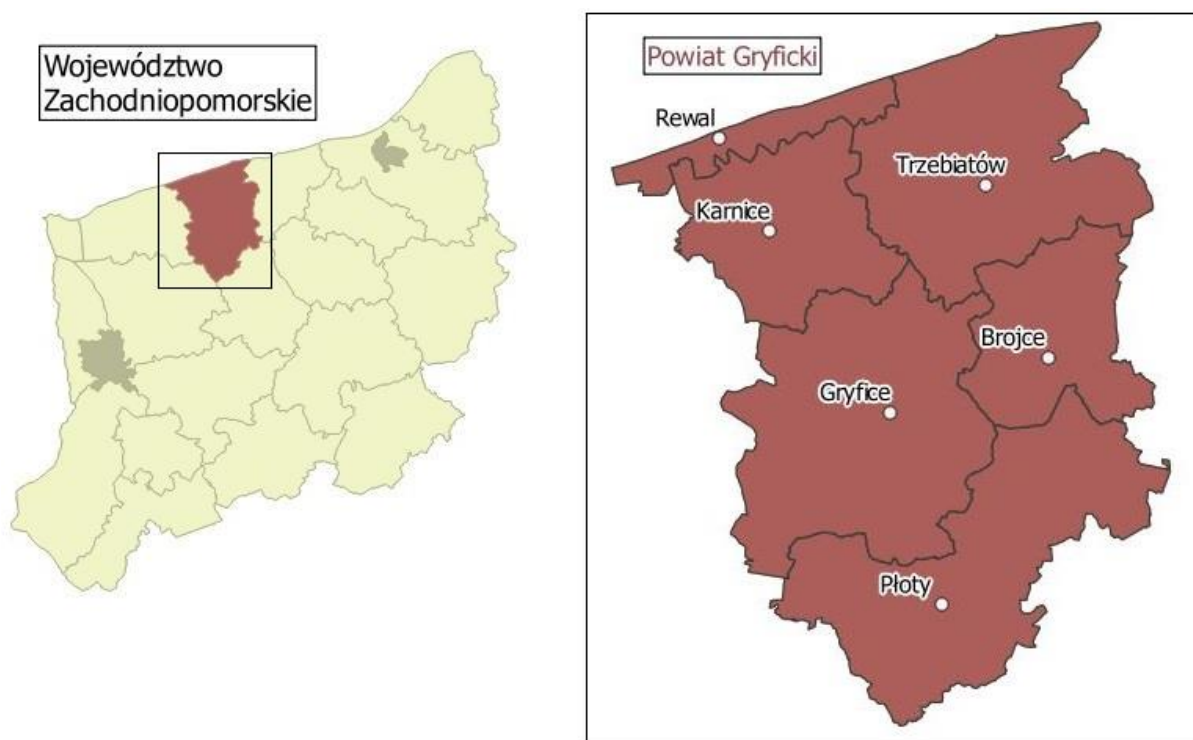 Województwo
Zachodniopomorskie
Powiat Gryficki
Rewal
Trzebiatów
Karnice
Brojce
Gryfice
Płoty